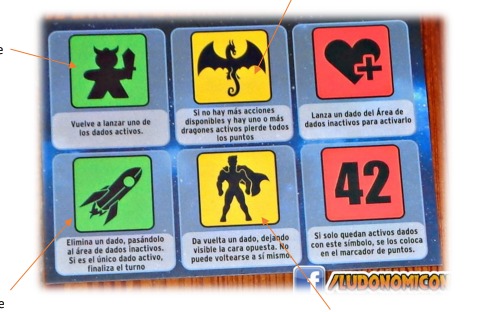 e
Vuelve a lanzar uno de
los dados activos.
Si no hay más acciones
disponibles y hay uno o más
dragones activos pierde todos
los puntos
Lanza un dado del Área de
dados inactivos para activarlo
Elimina un dado, pasándolo
al área de dados inactivos.
Si es el único dado activo,
finaliza el turno
Da vuelta un dado, dejando
visible la cara opuesta. No
puede voltearse a sí mismo
42
Si solo quedan activos dados
con este símbolo, se los coloca
en el marcador de puntos.
e
f /LUDONOMICON